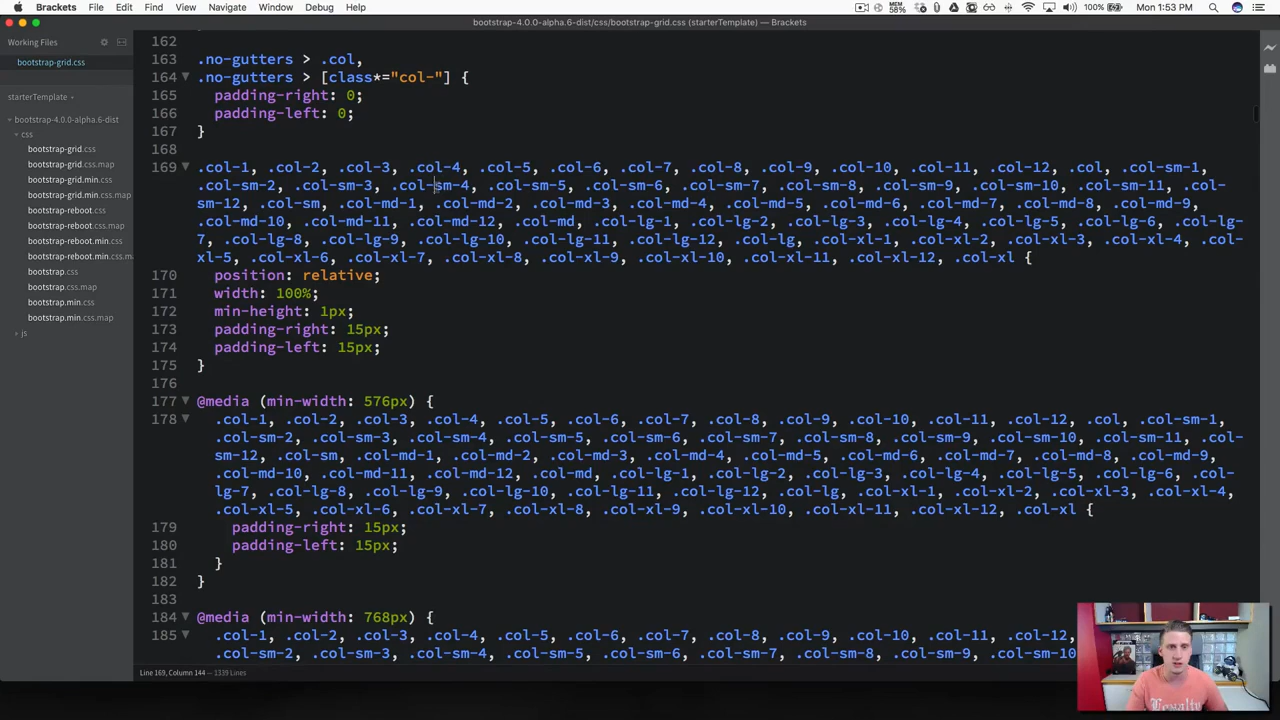 Brackets File Edit Find View Navigate Window Debug Help
MEM 58% 100% Mon 1:53 PM
bootstrap-4.0.0-alpha.6-dist/css/bootstrap-grid.css (starterTemplate) — Brackets
Working Files
bootstrap-grid.css
starterTemplate
bootstrap-4.0.0-alpha.6-dist
css
bootstrap-grid.css
bootstrap-grid.css.map
bootstrap-grid.min.css
bootstrap-grid.min.css.map
bootstrap-reboot.css
bootstrap-reboot.css.map
bootstrap-reboot.min.css
bootstrap-reboot.min.css.ma
bootstrap.css
bootstrap.css.map
bootstrap.min.css
bootstrap.min.css.map
js
162
163 .no-gutters > .col,
164 .no-gutters > [class*="col-"] {
165 padding-right: 0;
166 padding-left: 0;
167 }
168
169 .col-1, .col-2, .col-3, .col-4, .col-5, .col-6, .col-7, .col-8, .col-9, .col-10, .col-11, .col-12, .col, .col-sm-1,
.col-sm-2, .col-sm-3, .col-sm-4, .col-sm-5, .col-sm-6, .col-sm-7, .col-sm-8, .col-sm-9, .col-sm-10, .col-sm-11, .col-
sm-12, .col-sm, .col-md-1, .col-md-2, .col-md-3, .col-md-4, .col-md-5, .col-md-6, .col-md-7, .col-md-8, .col-md-9,
.col-md-10, .col-md-11, .col-md-12, .col-md, .col-lg-1, .col-lg-2, .col-lg-3, .col-lg-4, .col-lg-5, .col-lg-6, .col-lg-
7, .col-lg-8, .col-lg-9, .col-lg-10, .col-lg-11, .col-lg-12, .col-lg, .col-xl-1, .col-xl-2, .col-xl-3, .col-xl-4, .col-
xl-5, .col-xl-6, .col-xl-7, .col-xl-8, .col-xl-9, .col-xl-10, .col-xl-11, .col-xl-12, .col-xl {
170 position: relative;
171 width: 100%;
172 min-height: 1px;
173 padding-right: 15px;
174 padding-left: 15px;
175 }
176
177 @media (min-width: 576px) {
178 .col-1, .col-2, .col-3, .col-4, .col-5, .col-6, .col-7, .col-8, .col-9, .col-10, .col-11, .col-12, .col, .col-sm-1,
.col-sm-2, .col-sm-3, .col-sm-4, .col-sm-5, .col-sm-6, .col-sm-7, .col-sm-8, .col-sm-9, .col-sm-10, .col-sm-11, .col-
sm-12, .col-sm, .col-md-1, .col-md-2, .col-md-3, .col-md-4, .col-md-5, .col-md-6, .col-md-7, .col-md-8, .col-md-9,
.col-md-10, .col-md-11, .col-md-12, .col-md, .col-lg-1, .col-lg-2, .col-lg-3, .col-lg-4, .col-lg-5, .col-lg-6, .col-
lg-7, .col-lg-8, .col-lg-9, .col-lg-10, .col-lg-11, .col-lg-12, .col-lg, .col-xl-1, .col-xl-2, .col-xl-3, .col-xl-4,
.col-xl-5, .col-xl-6, .col-xl-7, .col-xl-8, .col-xl-9, .col-xl-10, .col-xl-11, .col-xl-12, .col-xl {
179 padding-right: 15px;
180 padding-left: 15px;
181 }
182 }
183
184 @media (min-width: 768px) {
185 .col-1, .col-2, .col-3, .col-4, .col-5, .col-6, .col-7, .col-8, .col-9, .col-10, .col-11, .col-12,
.col-sm-2, .col-sm-3, .col-sm-4, .col-sm-5, .col-sm-6, .col-sm-7, .col-sm-8, .col-sm-9, .col-sm-10
Line 169, Column 144 — 1339 Lines